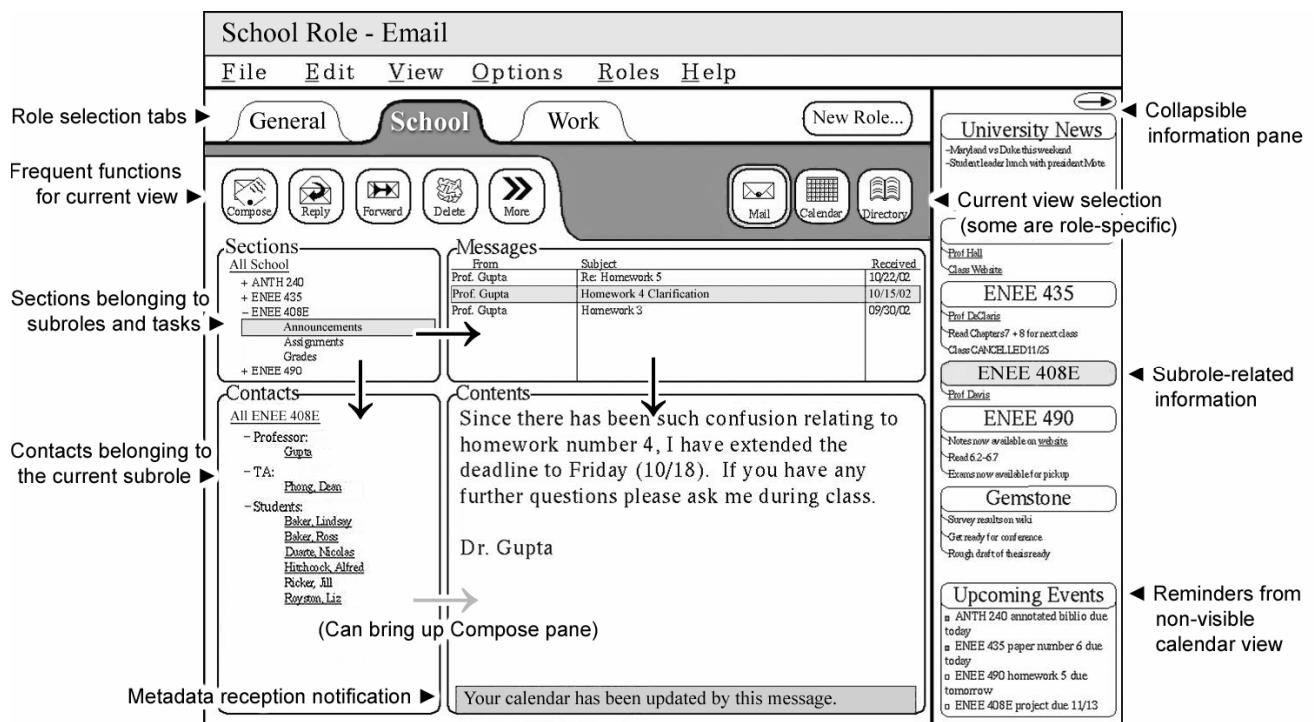 School Role - Email
File Edit View Options Roles Help
Role selection tabs ►
General School Work New Role...
◄ Collapsible
information pane
University News
-Maryland vs Duke this weekend
-Student leader lunch with president Mote
Frequent functions
for current view ►
Compose Reply Forward Delete More
Mail Calendar Directory
◄ Current view selection
(some are role-specific)
Prof Hall
Class Website
Sections
All School
+ ANTH 240
+ ENEE 435
- ENEE 408E
Announcements
Assignments
Grades
+ ENEE 490
Sections belonging to
subroles and tasks ►
Messages
From Subject Received
Prof. Gupta Re: Homework 5 10/22/02
Prof. Gupta Homework 4 Clarification 10/15/02
Prof. Gupta Homework 3 09/30/02
ENEE 435
Prof DeClaris
Read Chapters 7 + 8 for next class
Class CANCELLED 11/25
ENEE 408E
Prof Davis
◄ Subrole-related
information
ENEE 490
Notes now available on website
Read 6.2-6.7
Exams now available for pickup
Gemstone
Survey results on wiki
Get ready for conference
Rough draft of thesis ready
Contacts
All ENEE 408E
- Professor:
Gupta
- TA:
Phong, Dean
- Students:
Baker, Lindsay
Baker, Ross
Duarte, Nicolas
Hitchcock, Alfred
Ricker, Jill
Royston, Liz
Contacts belonging to
the current subrole ►
(Can bring up Compose pane)
Contents
Since there has been such confusion relating to
homework number 4, I have extended the
deadline to Friday (10/18). If you have any
further questions please ask me during class.
Dr. Gupta
Metadada reception notification ►
Your calendar has been updated by this message.
Upcoming Events
ANTH 240 annotated biblio due
today
ENEE 435 paper number 6 due
today
ENEE 490 homework 5 due
tomorrow
ENEE 408E project due 11/13
◄ Reminders from
non-visible
calendar view